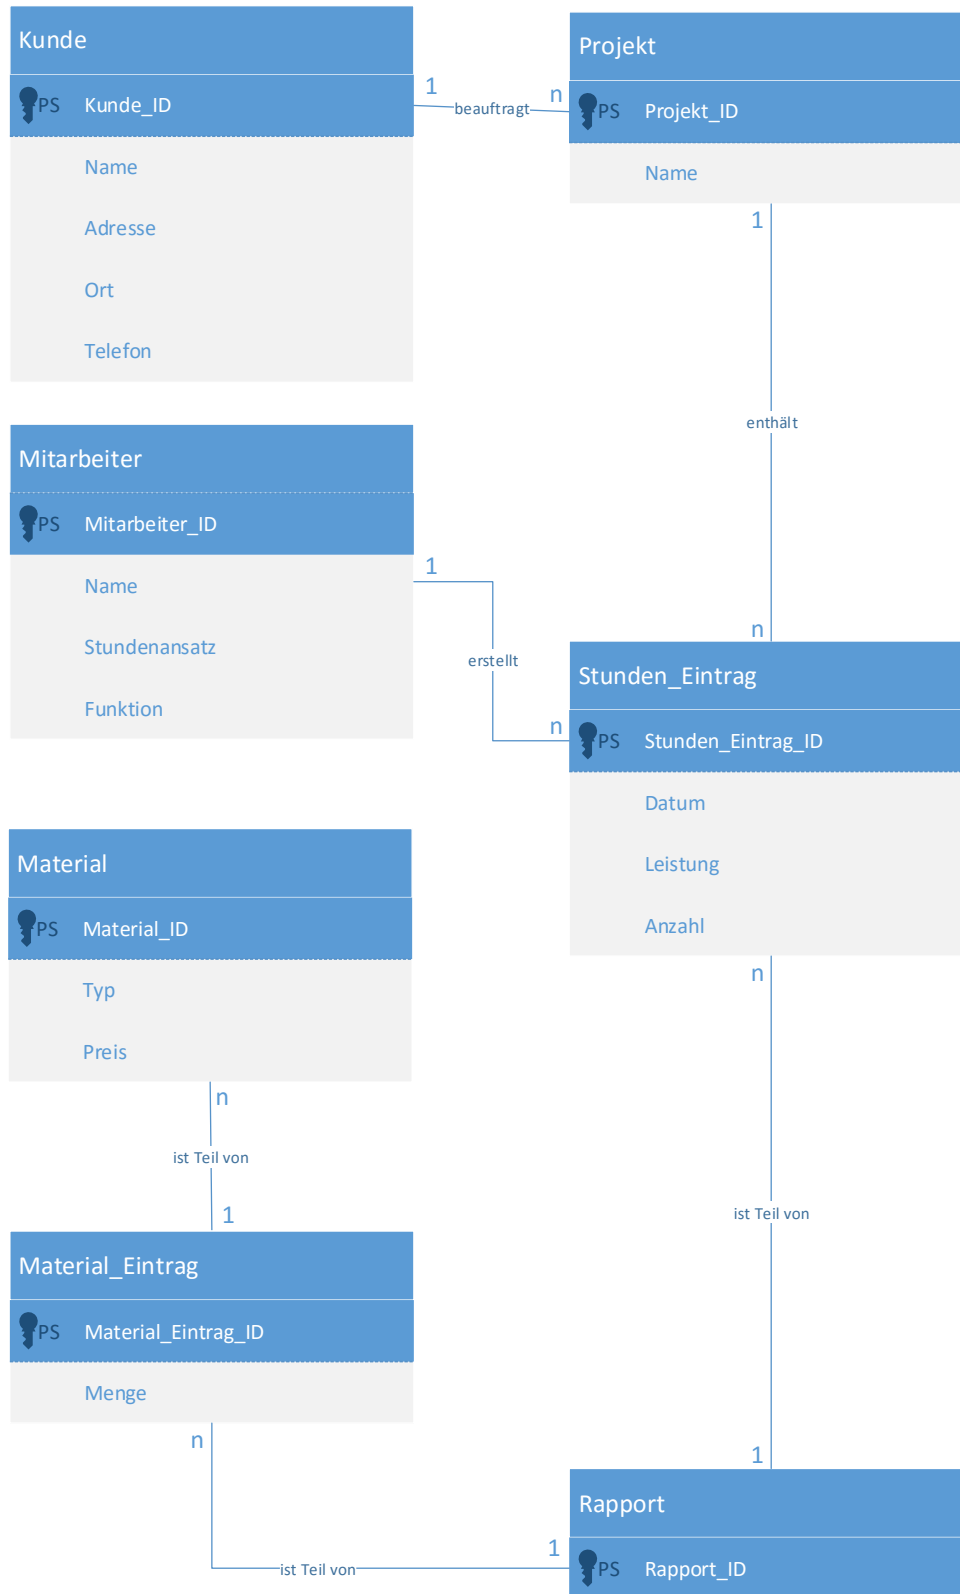 Kunde
PS Kunde_ID
Name
Adresse
Ort
Telefon
1
beauftragt
n
Projekt
PS Projekt_ID
Name
1
enthält
n
Mitarbeiter
PS Mitarbeiter_ID
Name
Stundenansatz
Funktion
1
erstellt
n
Stunden_Eintrag
PS Stunden_Eintrag_ID
Datum
Leistung
Anzahl
n
ist Teil von
1
Material
PS Material_ID
Typ
Preis
n
ist Teil von
1
Material_Eintrag
PS Material_Eintrag_ID
Menge
n
ist Teil von
1
Rapport
PS Rapport_ID